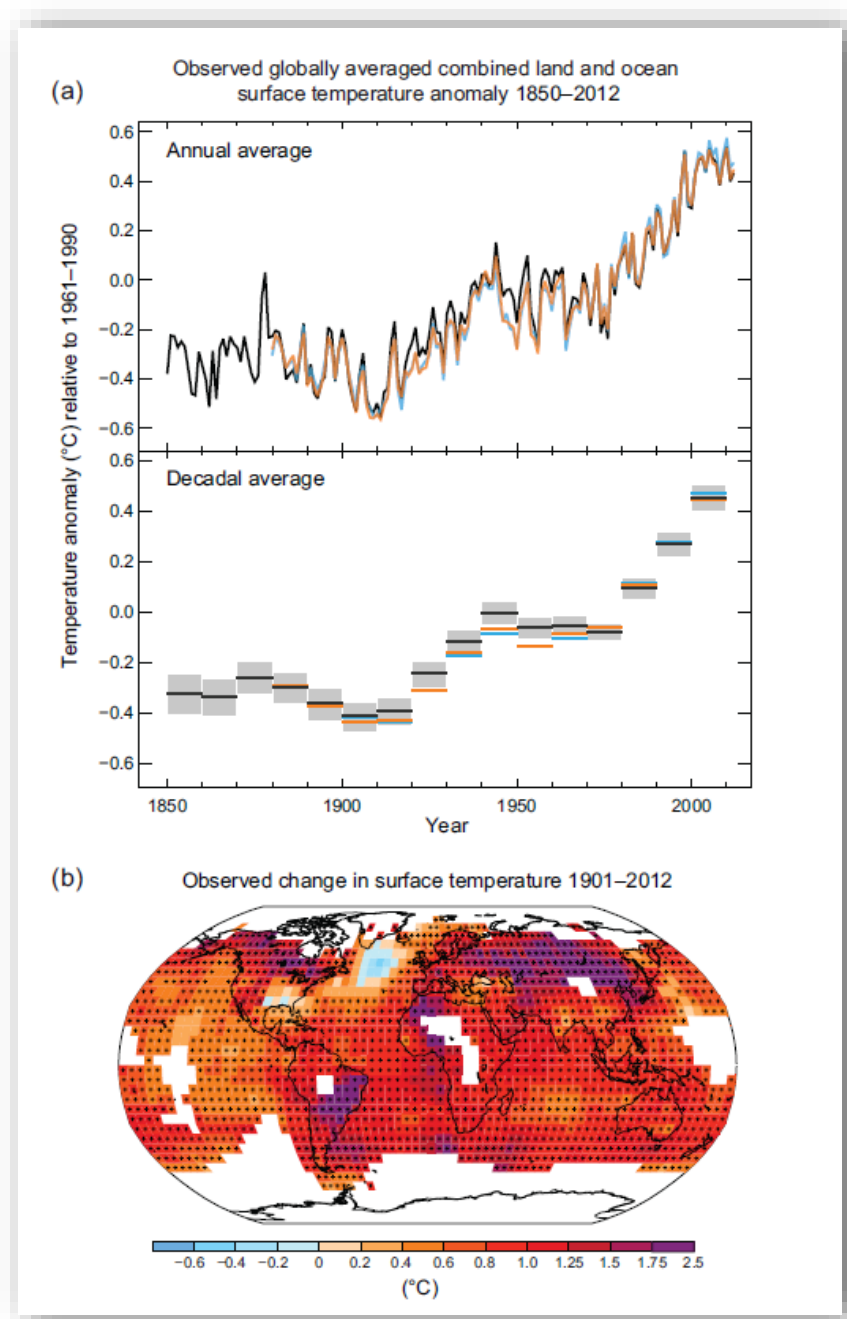 Observed globally averaged combined land and ocean
surface temperature anomaly 1850–2012
(a)
Annual average
0.6
0.4
0.2
0.0
−0.2
−0.4
−0.6
Temperature anomaly (°C) relative to 1961–1990
Decadal average
0.6
0.4
0.2
0.0
−0.2
−0.4
−0.6
1850 1900 1950 2000
Year
(b)
Observed change in surface temperature 1901–2012
−0.6 −0.4 −0.2 0 0.2 0.4 0.6 0.8 1.0 1.25 1.5 1.75 2.5
(°C)